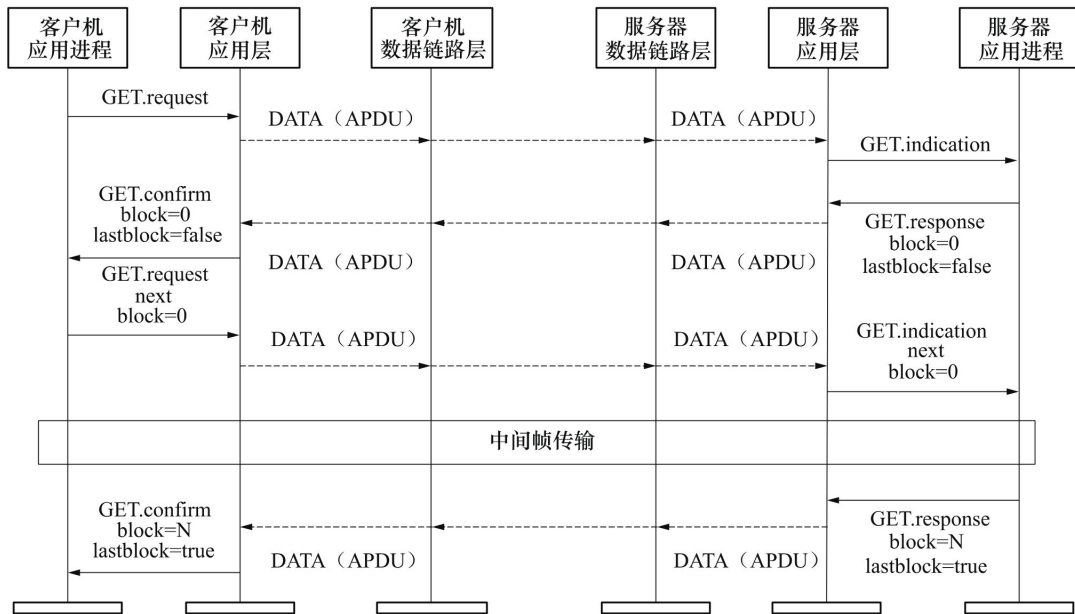 客户机
应用进程
客户机
应用层
客户机
数据链路层
服务器
数据链路层
服务器
应用层
服务器
应用进程
GET.request
DATA（APDU）
DATA（APDU）
GET.indication
GET.confirm
block=0
lastblock=false
GET.response
block=0
lastblock=false
DATA（APDU）
DATA（APDU）
GET.request
next
block=0
DATA（APDU）
DATA（APDU）
GET.indication
next
block=0
中间帧传输
GET.confirm
block=N
lastblock=true
GET.response
block=N
lastblock=true
DATA（APDU）
DATA（APDU）